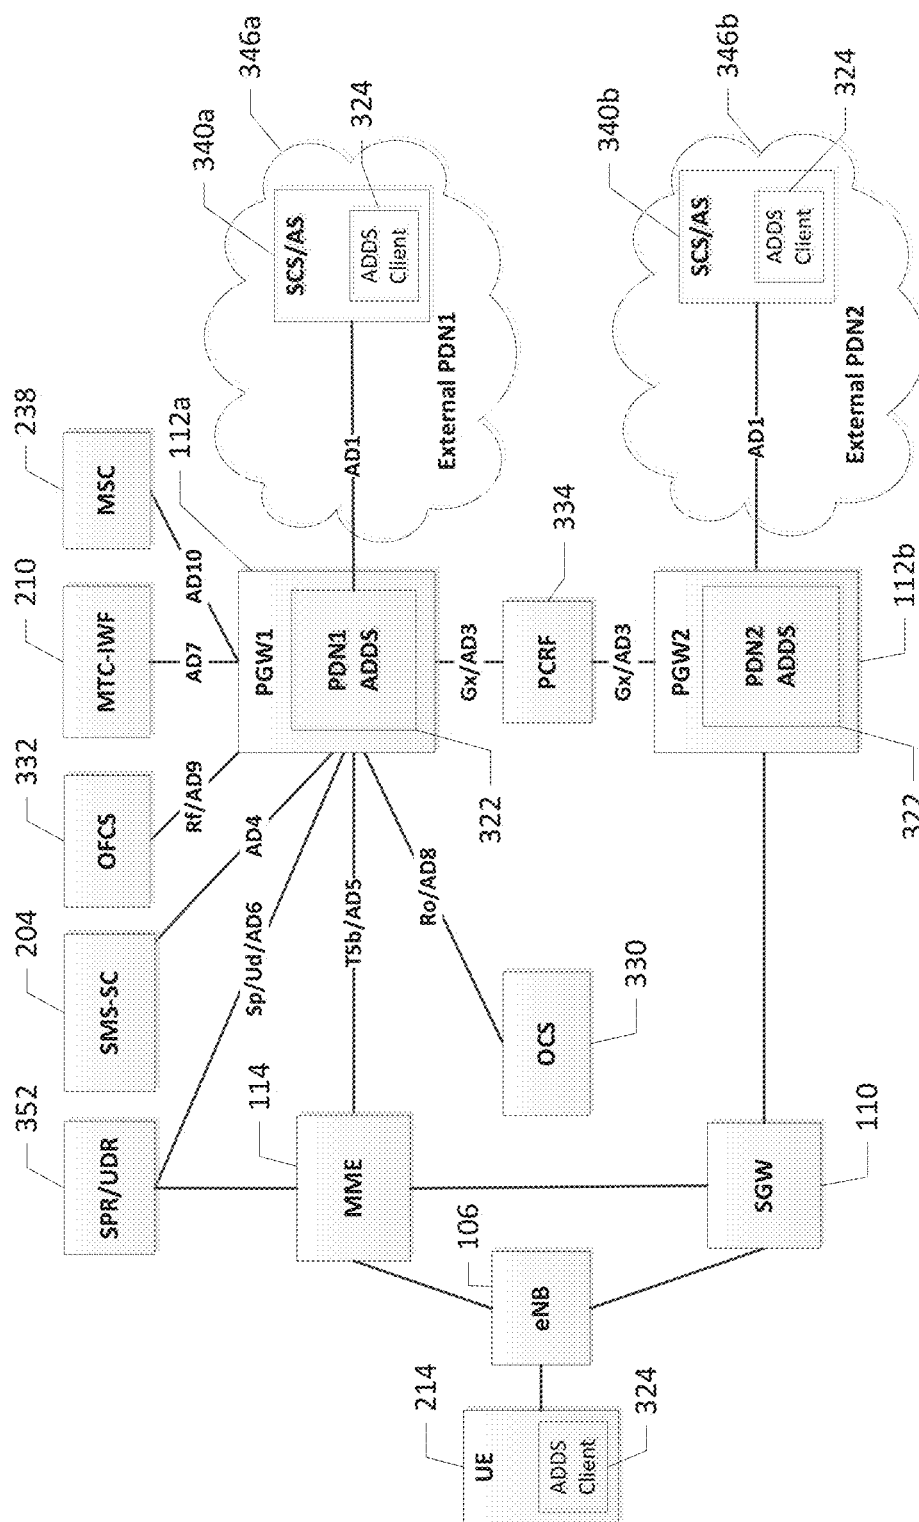 352
SPR/UDR
204
SMS-SC
332
OFCS
210
MTC-IWF
238
MSC
Rf/AD9
AD7
AD10
AD4
Sp/Ud/AD6
T5b/AD5
Ro/AD8
114
MME
112a
PGW1
PDN1
ADDS
322
AD1
340a
346a
SCS/AS
324
ADDS
Client
External PDN1
214
UE
ADDS
Client
324
106
eNB
OCS
330
Gx/AD3
PCRF
334
Gx/AD3
SGW
110
PGW2
PDN2
ADDS
322
112b
AD1
340b
346b
SCS/AS
324
ADDS
Client
External PDN2